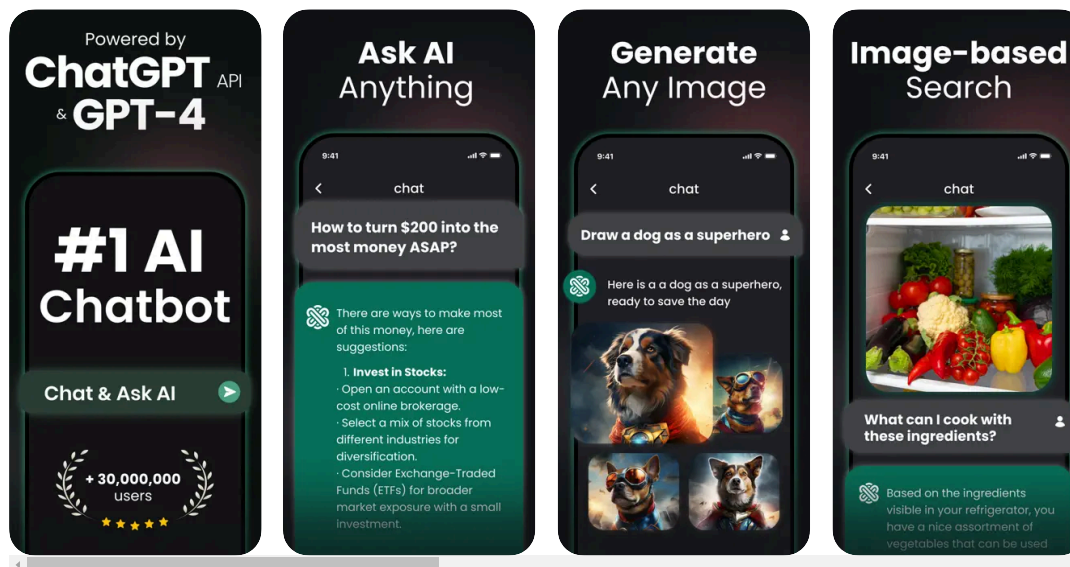 Powered by
ChatGPT API
& GPT-4
#1 AI
Chatbot
Chat & Ask AI
+ 30,000,000
users
Ask AI
Anything
9:41
chat
How to turn $200 into the
most money ASAP?
There are ways to make most
of this money, here are
suggestions:
1. Invest in Stocks:
· Open an account with a low-
cost online brokerage.
· Select a mix of stocks from
different industries for
diversification.
· Consider Exchange-Traded
Funds (ETFs) for broader
market exposure with a small
investment.
Generate
Any Image
9:41
chat
Draw a dog as a superhero
Here is a a dog as a superhero,
ready to save the day
Image-based
Search
9:41
chat
What can I cook with
these ingredients?
Based on the ingredients
visible in your refrigerator, you
have a nice assortment of
vegetables that can be used